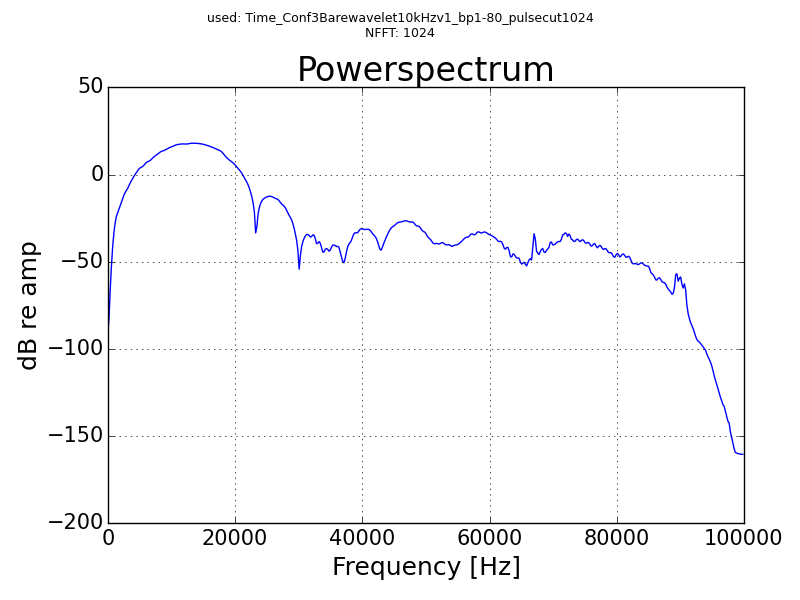 used: Time_Conf3Barewavelet10kHzv1_bp1-80_pulsecut1024
NFFT: 1024
Powerspectrum
50
0
−50
−100
−150
−200
dB re amp
0 20000 40000 60000 80000 100000
Frequency [Hz]